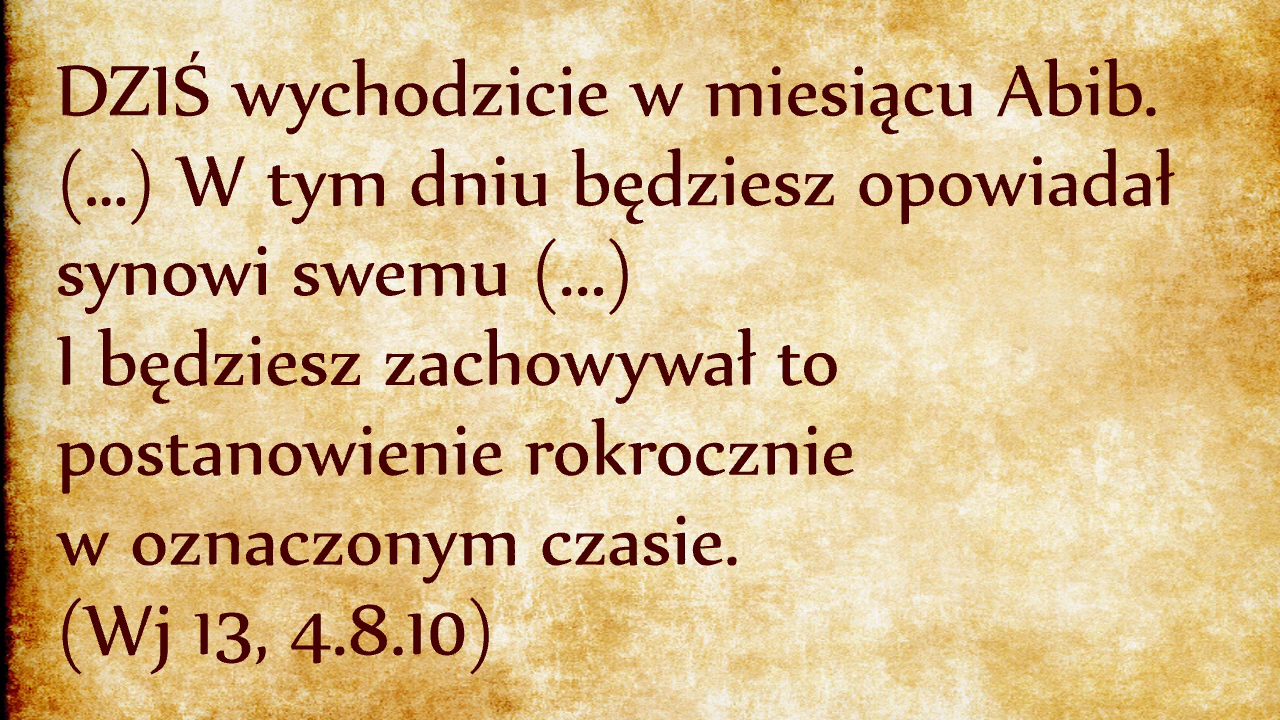 DZIŚ wychodzicie w miesiącu Abib.
(...) W tym dniu będziesz opowiadał
synowi swemu (...)
I będziesz zachowywał to
postanowienie rokrocznie
w oznaczonym czasie.
(Wj 13, 4.8.10)